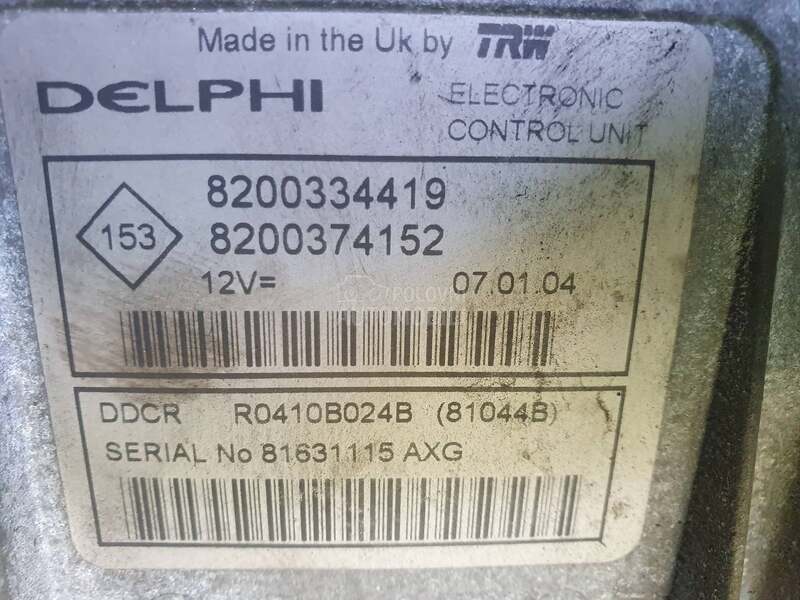 Made in the Uk by TRW
DELPHI
ELECTRONIC
CONTROL UNIT
153
8200334419
8200374152
12V=
07.01.04
DDCR R0410B024B (81044B)
SERIAL No 81631115 AXG